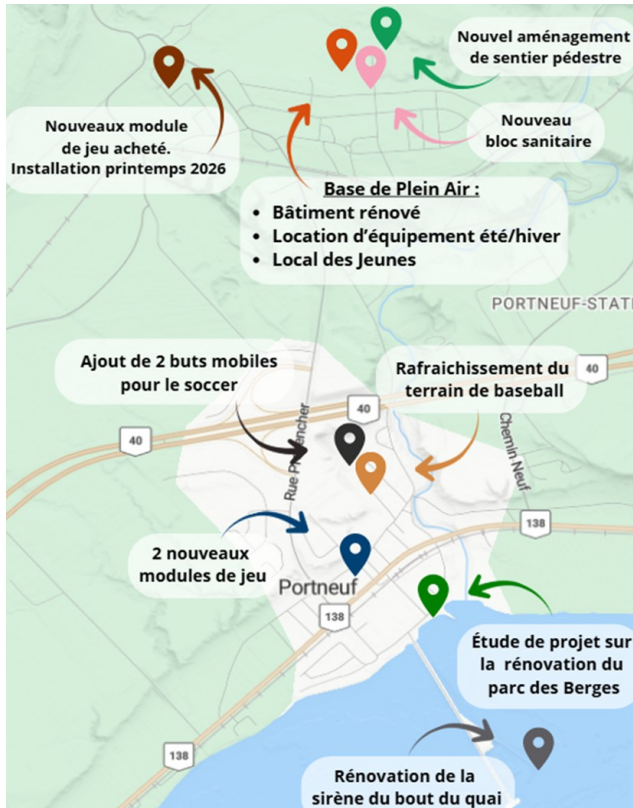 Nouvel aménagement
de sentier pédestre
Nouveaux module
de jeu acheté.
Installation printemps 2026
Nouveau
bloc sanitaire
Base de Plein Air :
• Bâtiment rénové
• Location d'équipement été/hiver
• Local des Jeunes
PORTNEUF-STATI
Ajout de 2 buts mobiles
pour le soccer
Rafraichissement du
terrain de baseball
40
40
40
Chemin Neuf
138
2 nouveaux
modules de jeu
Portneuf
138
Étude de projet sur
la rénovation du
parc des Berges
138
Rénovation de la
sirène du bout du quai